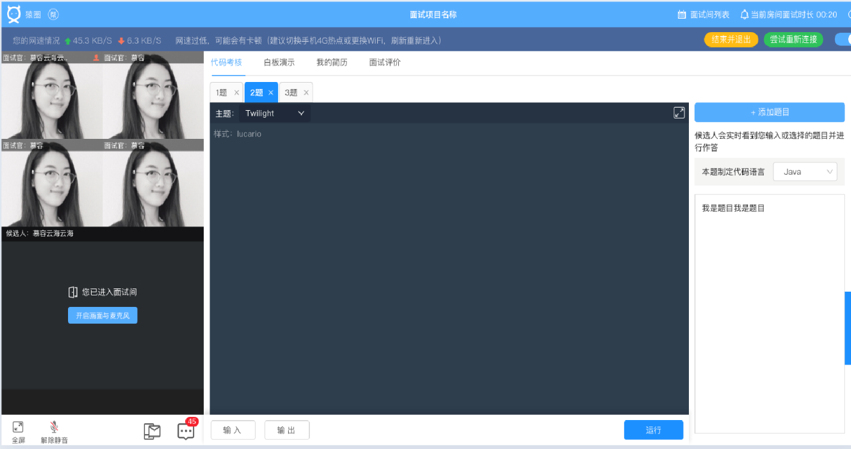 面试项目名称
面试间列表
当前房间面试时长 00:20
您的网速情况 45.3 KB/S 6.3 KB/S 网速过低，可能会有卡顿（建议切换手机4G热点或更换WiFi，刷新重新进入）
结束并退出
尝试重新连接
面试官：慕容云海云...
面试官：慕容
代码考核
白板演示
我的简历
面试评价
1题
2题
3题
主题：
Twilight
样式：lucario
+ 添加题目
候选人会实时看到您输入或选择的题目并进
行作答
本题制定代码语言
Java
我是题目我是题目
面试官：慕容
面试官：慕容
候选人：慕容云海云海
您已进入面试间
开启画面与麦克风
全屏
解除静音
45
输入
输出
运行